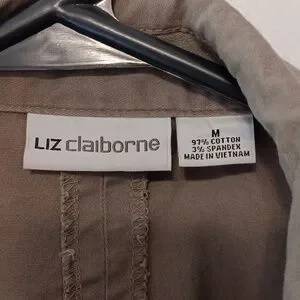 LIZ claiborne
M
97% COTTON
3% SPANDEX
MADE IN VIETNAM